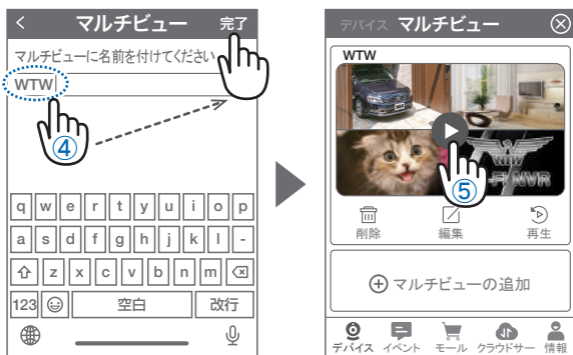 マルチビュー 完了
マルチビューに名前を付けてください
WTW
④
q w e r t y u i o p
a s d f g h j k l -
z x c v b n m
123 空白 改行
デバイス マルチビュー
WTW
WTW
NVR
⑤
削除 編集 再生
マルチビューの追加
デバイス イベント モール クラウドサー 情報